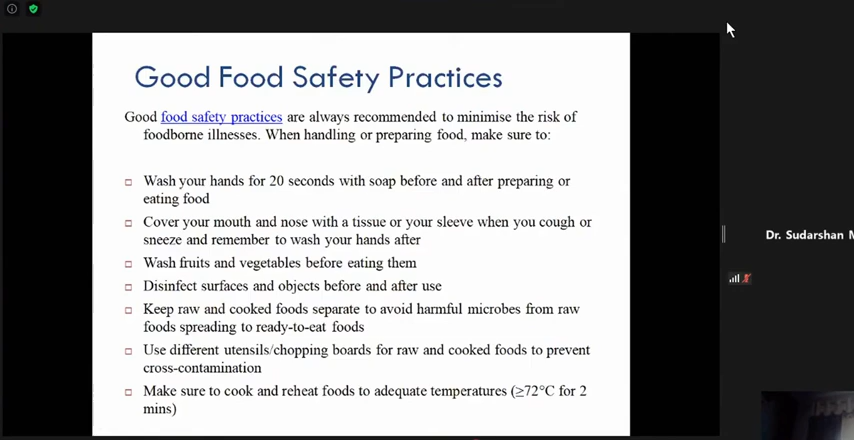 Good Food Safety Practices
Good food safety practices are always recommended to minimise the risk of
foodborne illnesses. When handling or preparing food, make sure to:
Wash your hands for 20 seconds with soap before and after preparing or
eating food
Cover your mouth and nose with a tissue or your sleeve when you cough or
sneeze and remember to wash your hands after
Wash fruits and vegetables before eating them
Disinfect surfaces and objects before and after use
Keep raw and cooked foods separate to avoid harmful microbes from raw
foods spreading to ready-to-eat foods
Use different utensils/chopping boards for raw and cooked foods to prevent
cross-contamination
Make sure to cook and reheat foods to adequate temperatures (≥72°C for 2
mins)
Dr. Sudarshan M